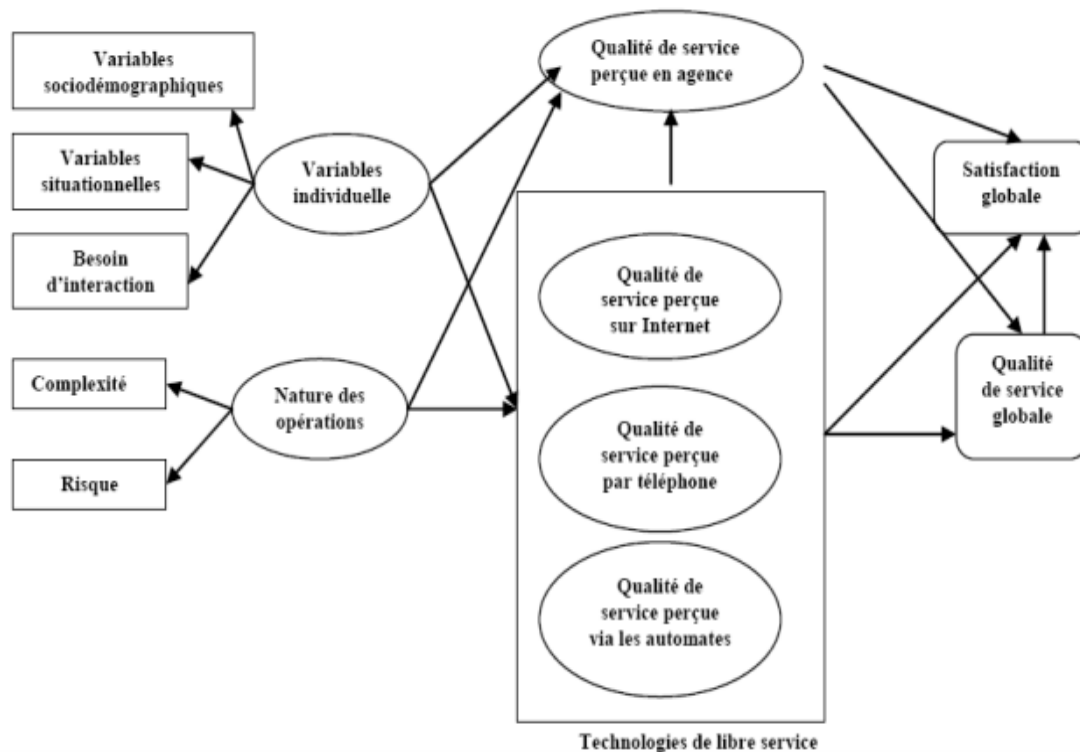 Variables
sociodémographiques
Variables
situationnelles
Besoin
d'interaction
Complexité
Risque
Variables
individuelle
Nature des
opérations
Qualité de service
perçue en agence
Qualité de
service perçue
sur Internet
Qualité de
service perçue
par téléphone
Qualité de
service perçue
via les automates
Technologies de libre service
Satisfaction
globale
Qualité
de service
globale